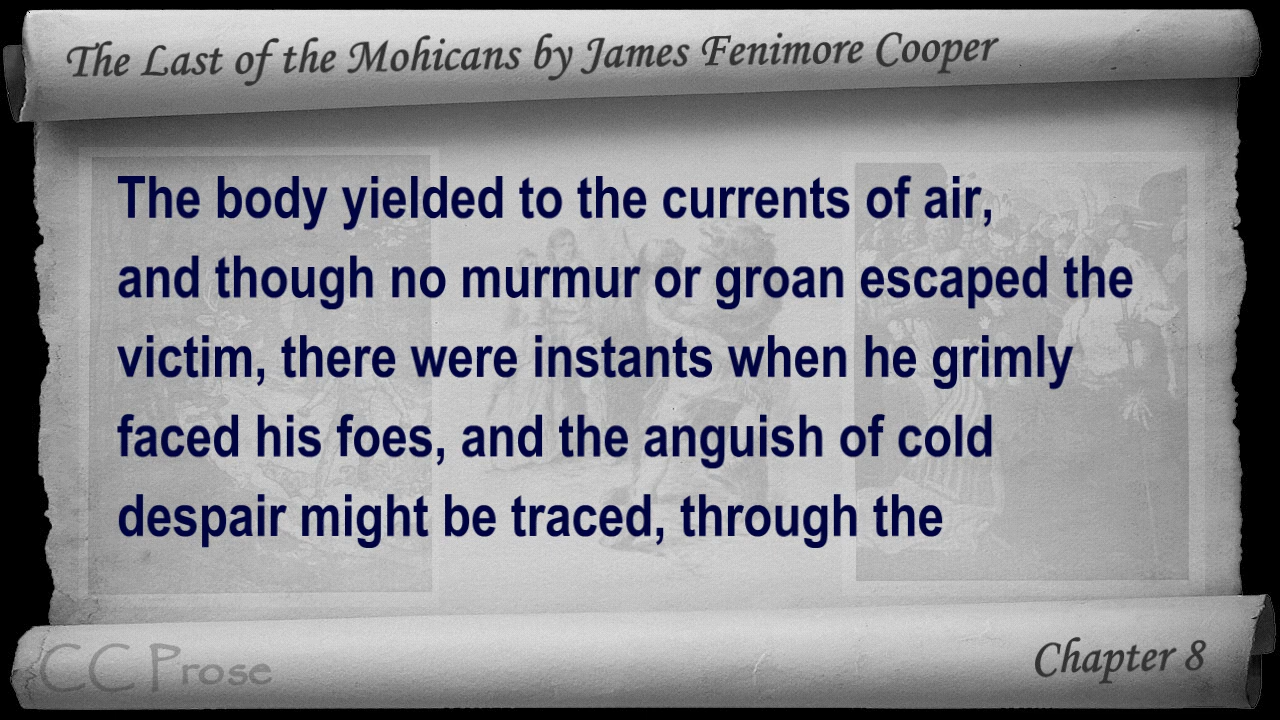 The Last of the Mohicans by James Fenimore Cooper
The body yielded to the currents of air,
and though no murmur or groan escaped the
victim, there were instants when he grimly
faced his foes, and the anguish of cold
despair might be traced, through the
CC Prose
Chapter 8